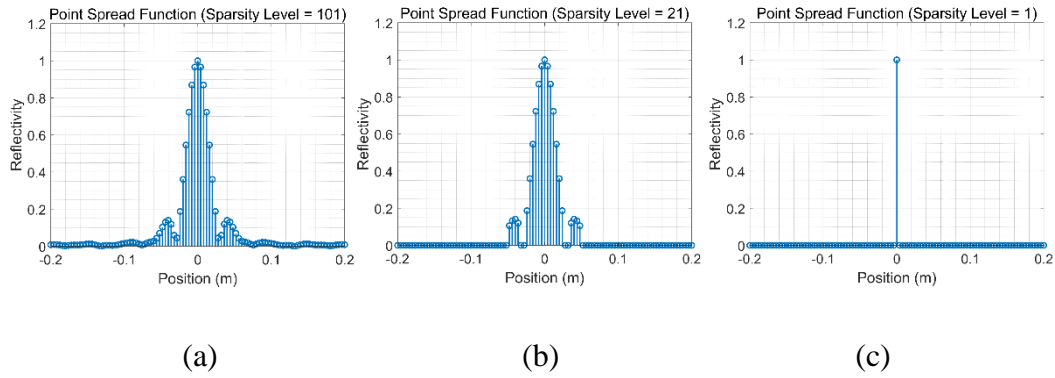 Point Spread Function (Sparsity Level = 101)
1.2
1
0.8
0.6
0.4
0.2
0
Reflectivity
-0.2 -0.1 0 0.1 0.2
Position (m)
(a)
Point Spread Function (Sparsity Level = 21)
1.2
1
0.8
0.6
0.4
0.2
0
Reflectivity
-0.2 -0.1 0 0.1 0.2
Position (m)
(b)
Point Spread Function (Sparsity Level = 1)
1.2
1
0.8
0.6
0.4
0.2
0
Reflectivity
-0.2 -0.1 0 0.1 0.2
Position (m)
(c)